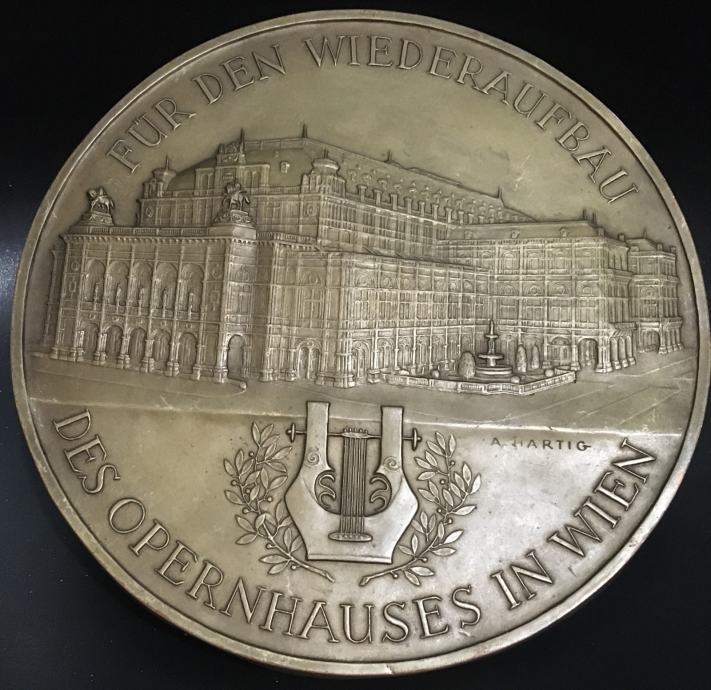 FÜR DEN WIEDERAUFBAU
A. HARTIG
DES OPERNHAUSES IN WIEN